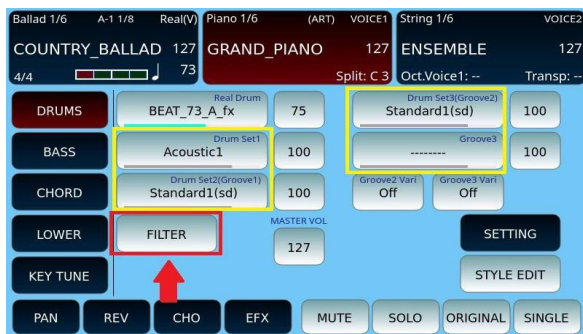 Ballad 1/6 A-1 1/8 Real(V)
COUNTRY_BALLAD 127
4/4 73
Piano 1/6 (ART) VOICE1
GRAND_PIANO 127
Split: C 3
String 1/6 VOICE2
ENSEMBLE 127
Oct.Voice1: -- Transp: --
DRUMS
Real Drum
BEAT_73_A_fx
75
Drum Set3(Groove2)
Standard1(sd)
100
BASS
Drum Set1
Acoustic1
100
Groove3
--------
100
CHORD
Drum Set2(Groove1)
Standard1(sd)
100
Groove2 Vari
Off
Groove3 Vari
Off
LOWER
FILTER
MASTER VOL
127
SETTING
KEY TUNE
STYLE EDIT
PAN REV CHO EFX MUTE SOLO ORIGINAL SINGLE